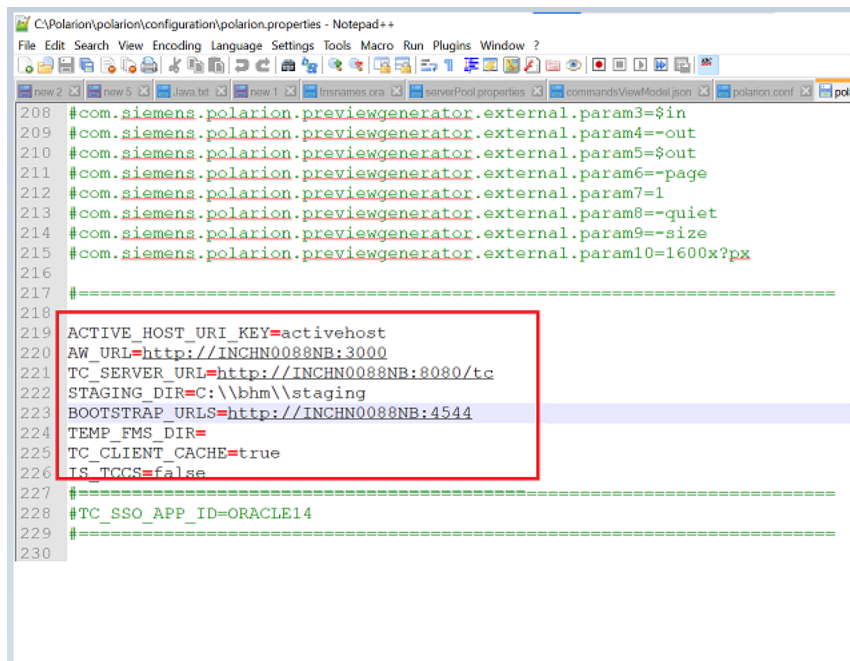 C:\Polarion\polarion\configuration\polarion.properties - Notepad++
File Edit Search View Encoding Language Settings Tools Macro Run Plugins Window ?
new 2 new 5 Java.txt new 1 tnsnames.ora serverPool.properties commandsViewModel.json polarion.conf pol
208 #com.siemens.polarion.previewgenerator.external.param3=$in
209 #com.siemens.polarion.previewgenerator.external.param4=-out
210 #com.siemens.polarion.previewgenerator.external.param5=$out
211 #com.siemens.polarion.previewgenerator.external.param6=-page
212 #com.siemens.polarion.previewgenerator.external.param7=1
213 #com.siemens.polarion.previewgenerator.external.param8=-quiet
214 #com.siemens.polarion.previewgenerator.external.param9=-size
215 #com.siemens.polarion.previewgenerator.external.param10=1600x?px
216
217 #================================================================================
218
219 ACTIVE_HOST_URI_KEY=activehost
220 AW_URL=http://INCHN0088NB:3000
221 TC_SERVER_URL=http://INCHN0088NB:8080/tc
222 STAGING_DIR=C:\\bhm\\staging
223 BOOTSTRAP_URLS=http://INCHN0088NB:4544
224 TEMP_FMS_DIR=
225 TC_CLIENT_CACHE=true
226 IS_TCCS=false
227 #================================================================================
228 #TC_SSO_APP_ID=ORACLE14
229 #================================================================================
230